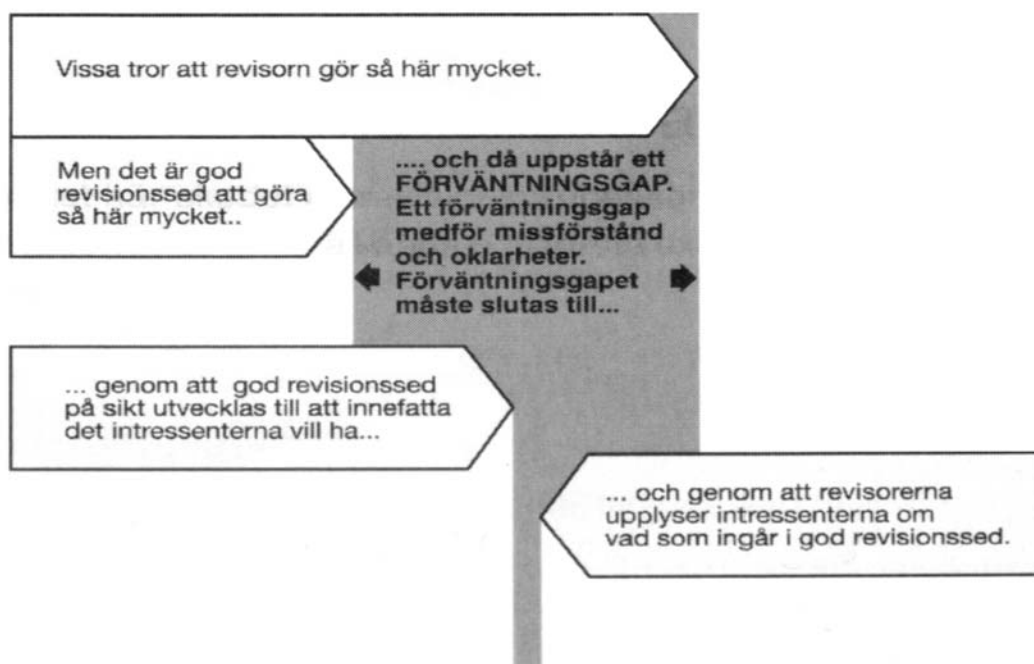 Vissa tror att revisorn gör så här mycket.
Men det är god
revisionssed att göra
så här mycket..
.... och då uppstår ett
FÖRVÄNTNINGSGAP.
Ett förväntningsgap
medför missförstånd
och oklarheter.
Förväntningsgapet
måste slutas till...
... genom att god revisionssed
på sikt utvecklas till att innefatta
det intressenterna vill ha...
... och genom att revisorerna
upplyser intressenterna om
vad som ingår i god revisionssed.